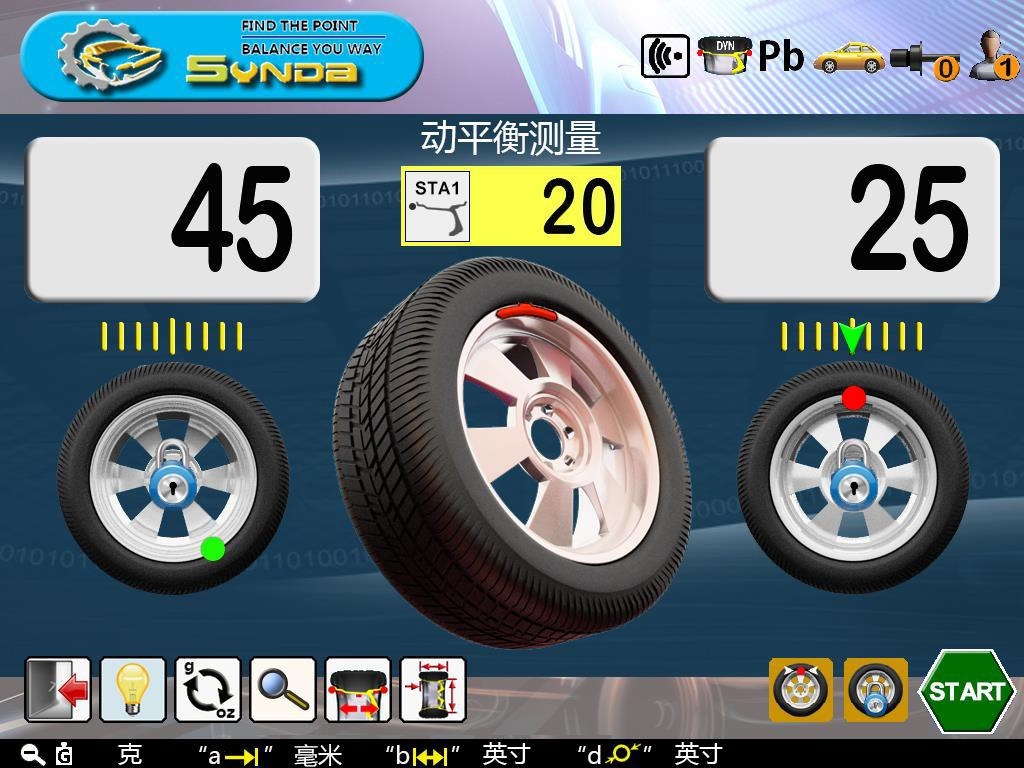 FIND THE POINT
BALANCE YOU WAY
SYNDA
DYN
Pb
0
1
动平衡测量
45
STA1
20
25
g
oz
START
G
克
“a”
毫米
“b”
英寸
“d”
英寸